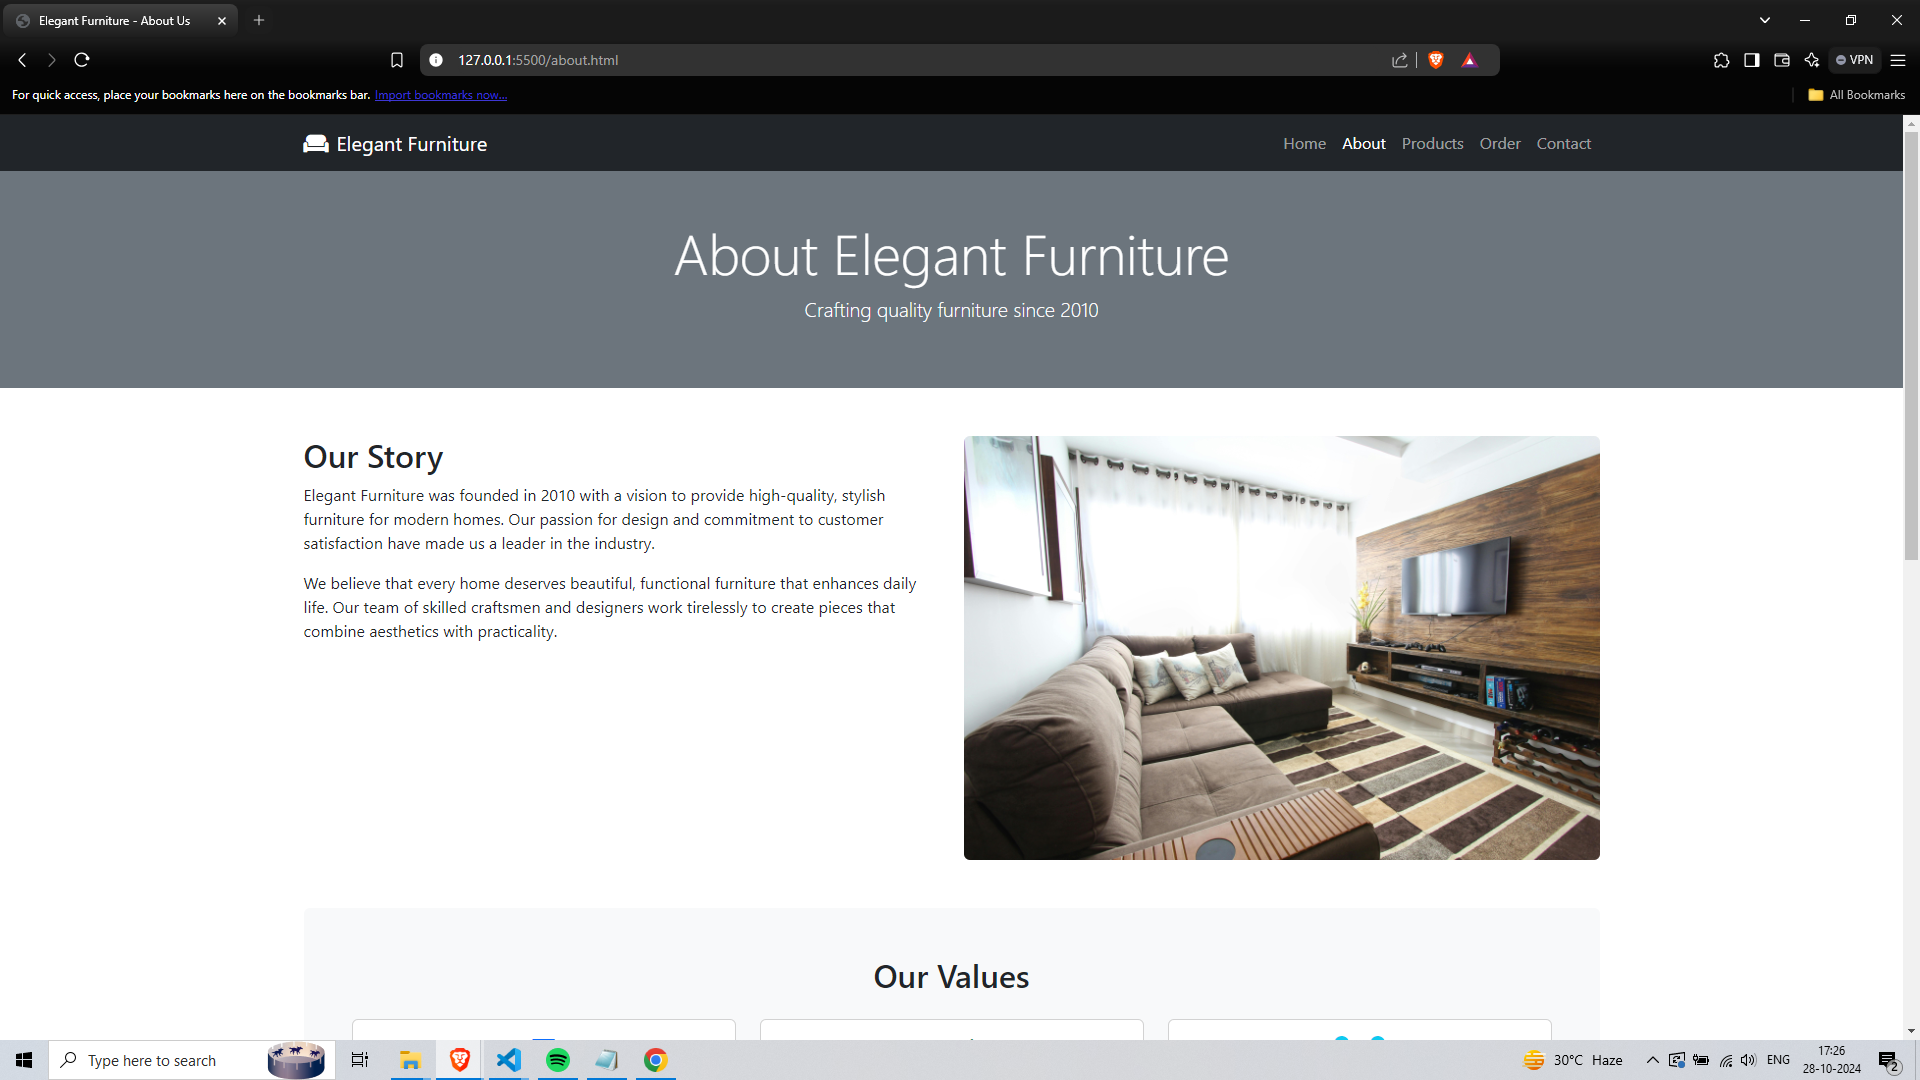 Elegant Furniture - About Us
127.0.0.1:5500/about.html
VPN
For quick access, place your bookmarks here on the bookmarks bar. Import bookmarks now...
All Bookmarks
Elegant Furniture
Home About Products Order Contact
About Elegant Furniture
Crafting quality furniture since 2010
Our Story
Elegant Furniture was founded in 2010 with a vision to provide high-quality, stylish
furniture for modern homes. Our passion for design and commitment to customer
satisfaction have made us a leader in the industry.
We believe that every home deserves beautiful, functional furniture that enhances daily
life. Our team of skilled craftsmen and designers work tirelessly to create pieces that
combine aesthetics with practicality.
Our Values
Type here to search
30°C Haze
ENG
17:26
28-10-2024
2